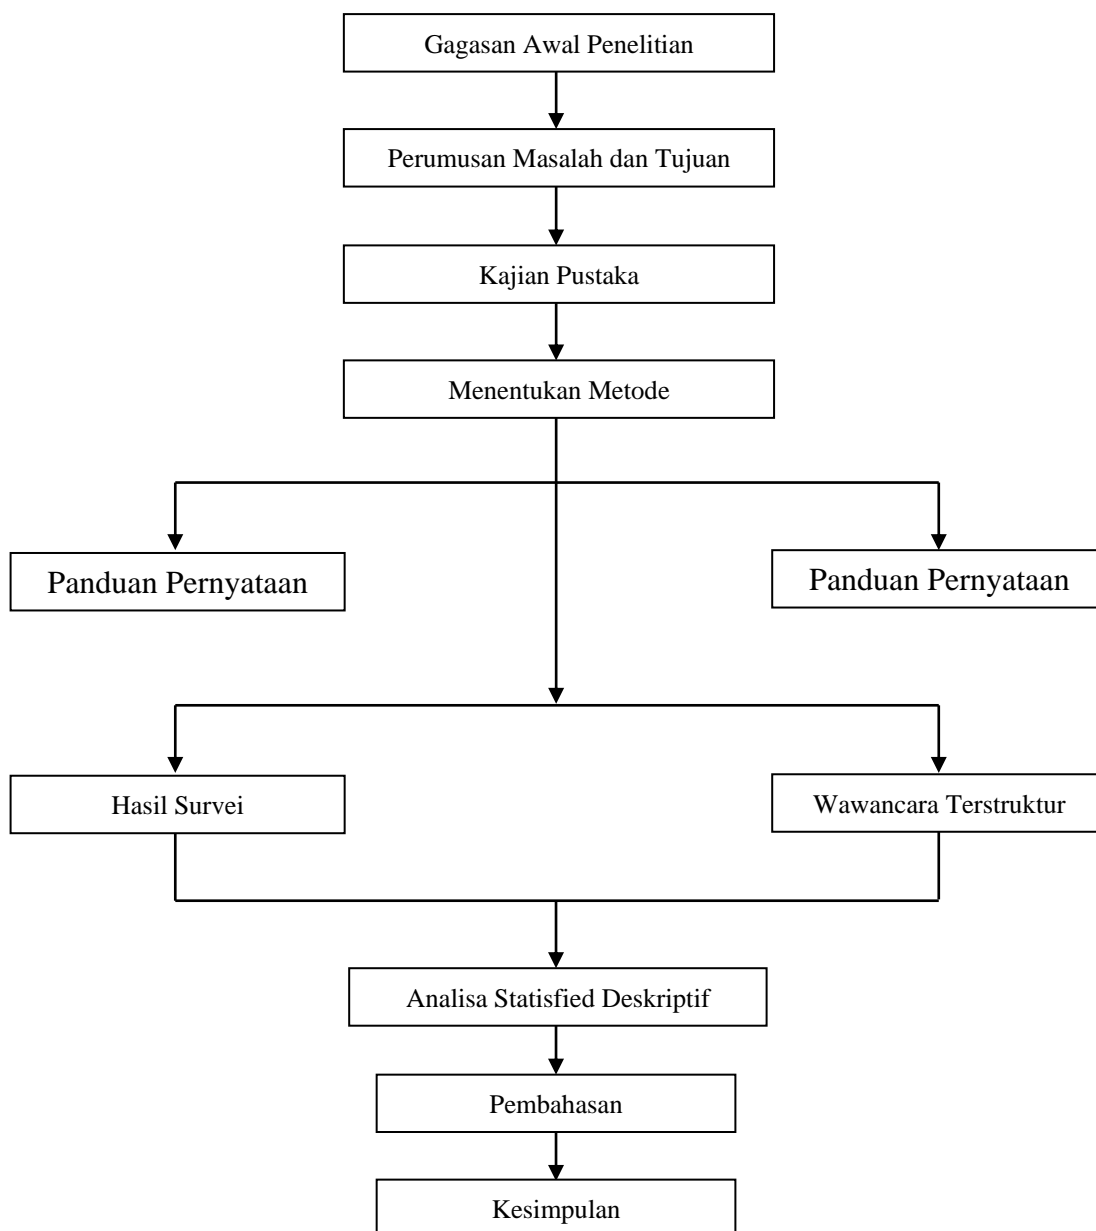 Gagasan Awal Penelitian
Perumusan Masalah dan Tujuan
Kajian Pustaka
Menentukan Metode
Panduan Pernyataan
Panduan Pernyataan
Hasil Survei
Wawancara Terstruktur
Analisa Statisfied Deskriptif
Pembahasan
Kesimpulan